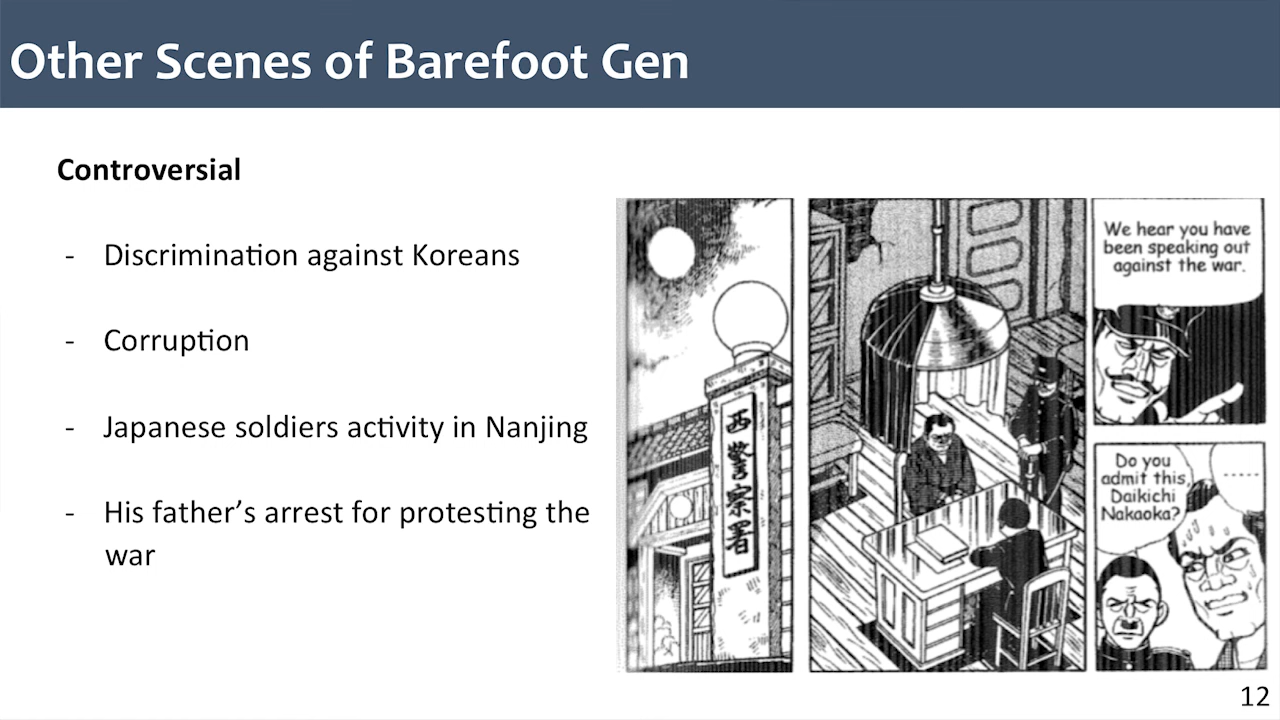 Other Scenes of Barefoot Gen
Controversial
- Discrimination against Koreans
- Corruption
- Japanese soldiers activity in Nanjing
- His father’s arrest for protesting the
war
西警察署
We hear you have
been speaking out
against the war.
Do you
admit this,
Daikichi
Nakaoka?
------
12